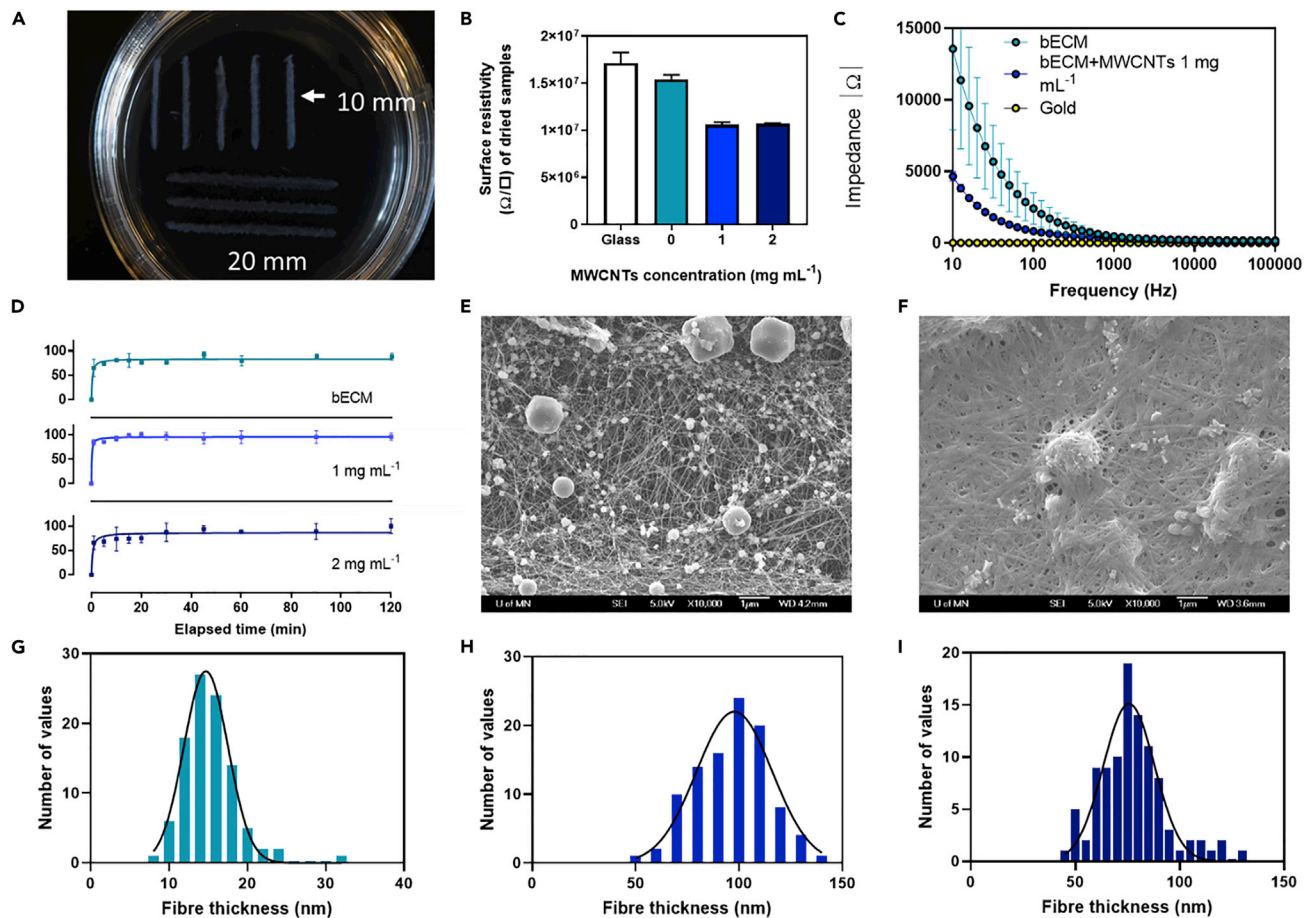 A
10 mm
20 mm
B
Surface resistivity
(Ω/□) of dried samples
2×10⁷
1.5×10⁷
1×10⁷
5×10⁶
0
Glass 0 1 2
MWCNTs concentration (mg mL⁻¹)
C
Impedance |Ω|
15000
10000
5000
0
bECM
bECM+MWCNTs 1 mg
mL⁻¹
Gold
10 100 1000 10000 100000
Frequency (Hz)
D
100
50
0
bECM
100
50
0
1 mg mL⁻¹
100
50
0
2 mg mL⁻¹
0 20 40 60 80 100 120
Elapsed time (min)
E
U of MN SEI 5.0kV X10,000 1µm WD 4.2mm
F
U of MN SEI 5.0kV X10,000 1µm WD 3.6mm
G
Number of values
30
20
10
0
0 10 20 30 40
Fibre thickness (nm)
H
Number of values
30
20
10
0
0 50 100 150
Fibre thickness (nm)
I
Number of values
20
15
10
5
0
0 50 100 150
Fibre thickness (nm)